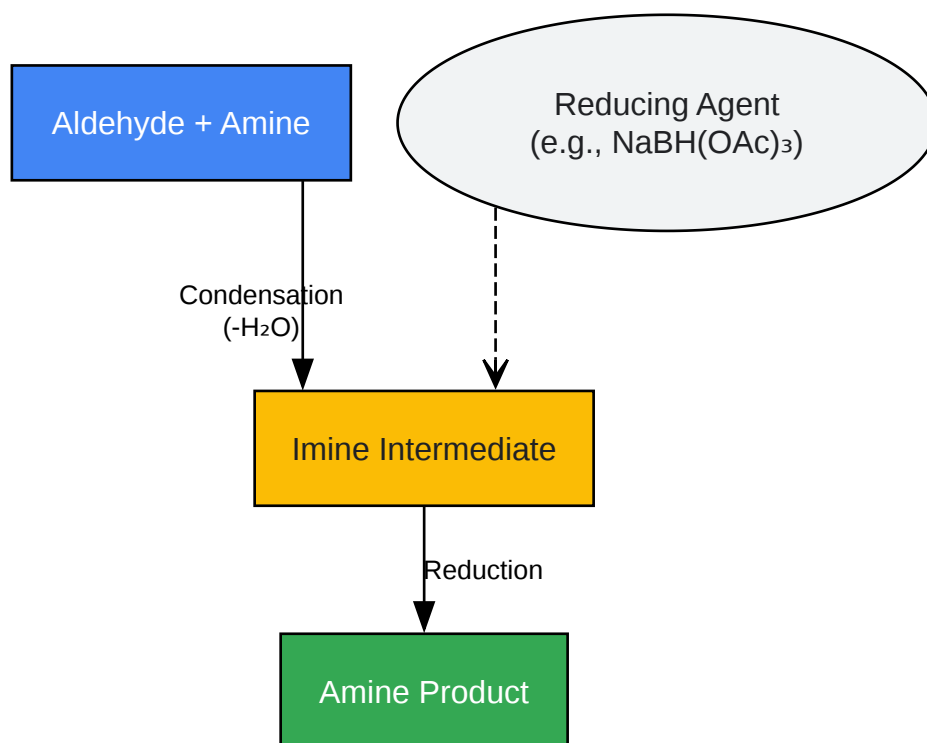 Aldehyde + Amine
Reducing Agent
(e.g., NaBH(OAc)₃)
Condensation
(-H₂O)
Imine Intermediate
Reduction
Amine Product